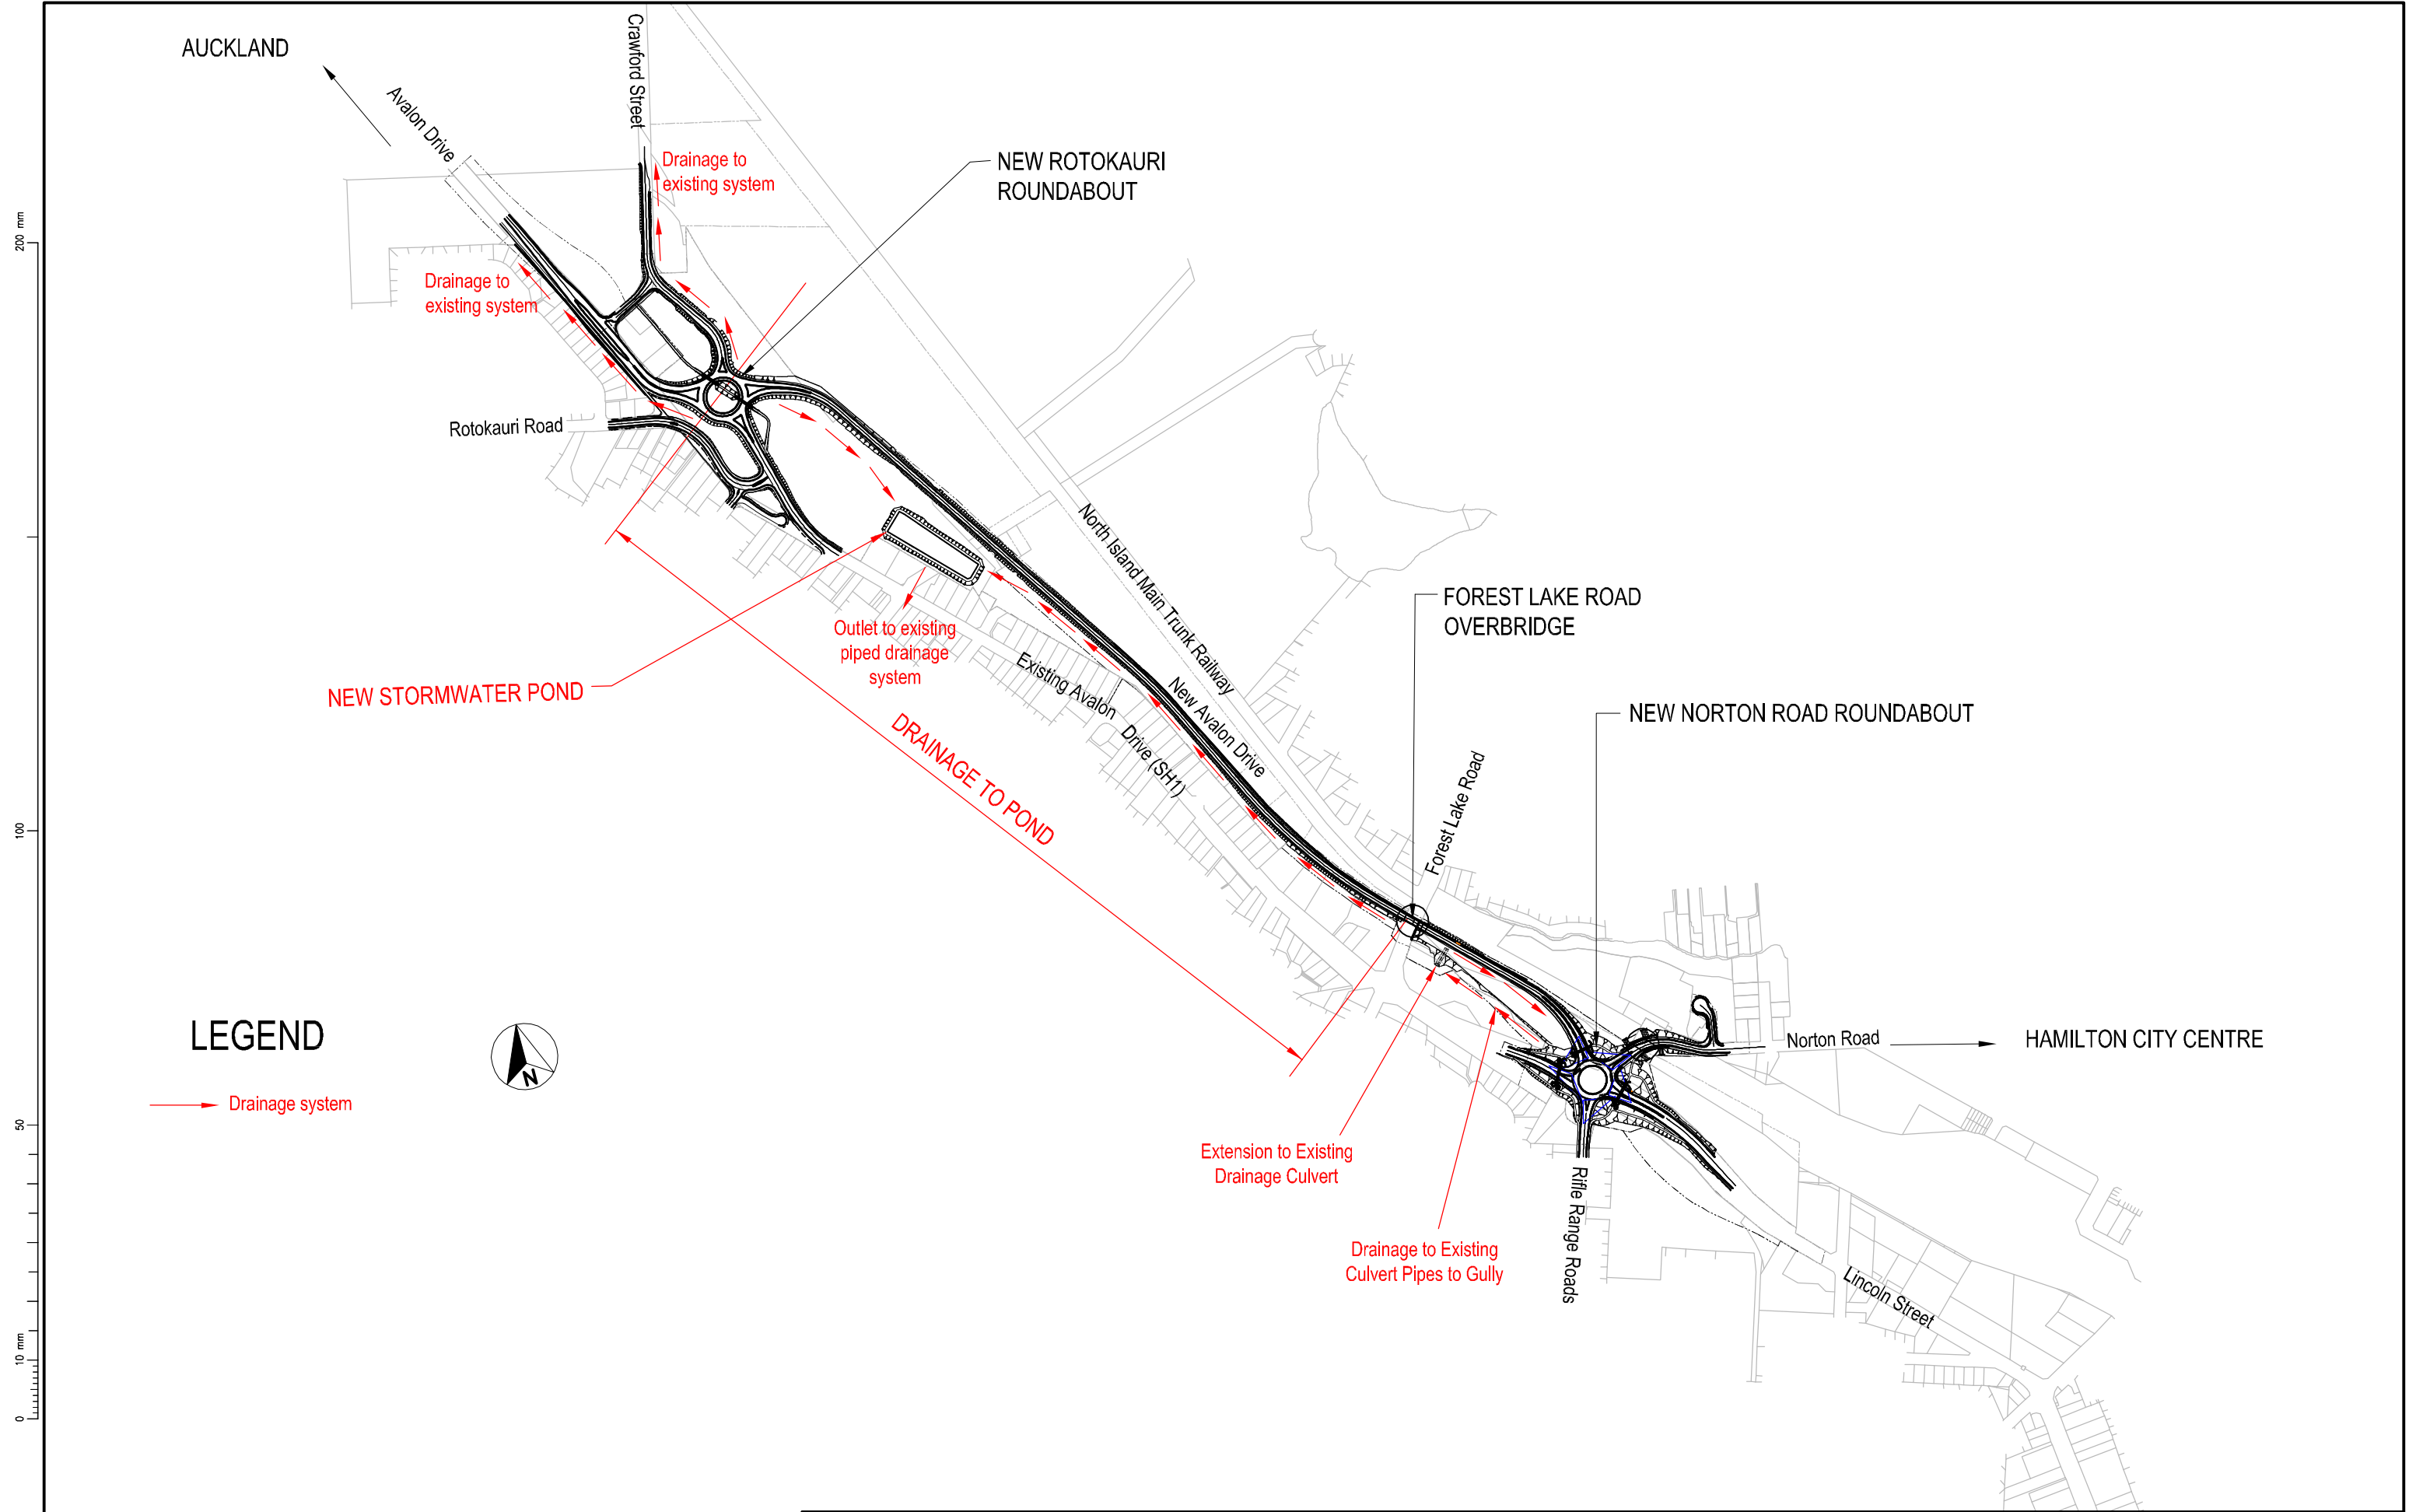 AUCKLAND
Avalon Drive
Crawford Street
Drainage to
existing system
NEW ROTOKAURI
ROUNDABOUT
200 mm
Drainage to
existing system
Rotokauri Road
North Island Main Trunk Railway
FOREST LAKE ROAD
OVERBRIDGE
Outlet to existing
piped drainage
system
Existing Avalon
Drive (SH1)
New Avalon Drive
NEW STORMWATER POND
DRAINAGE TO POND
NEW NORTON ROAD ROUNDABOUT
Forest Lake Road
100
LEGEND
N
Drainage system
Norton Road
HAMILTON CITY CENTRE
50
Extension to Existing
Drainage Culvert
Rifle Range Roads
Drainage to Existing
Culvert Pipes to Gully
Lincoln Street
10 mm
0